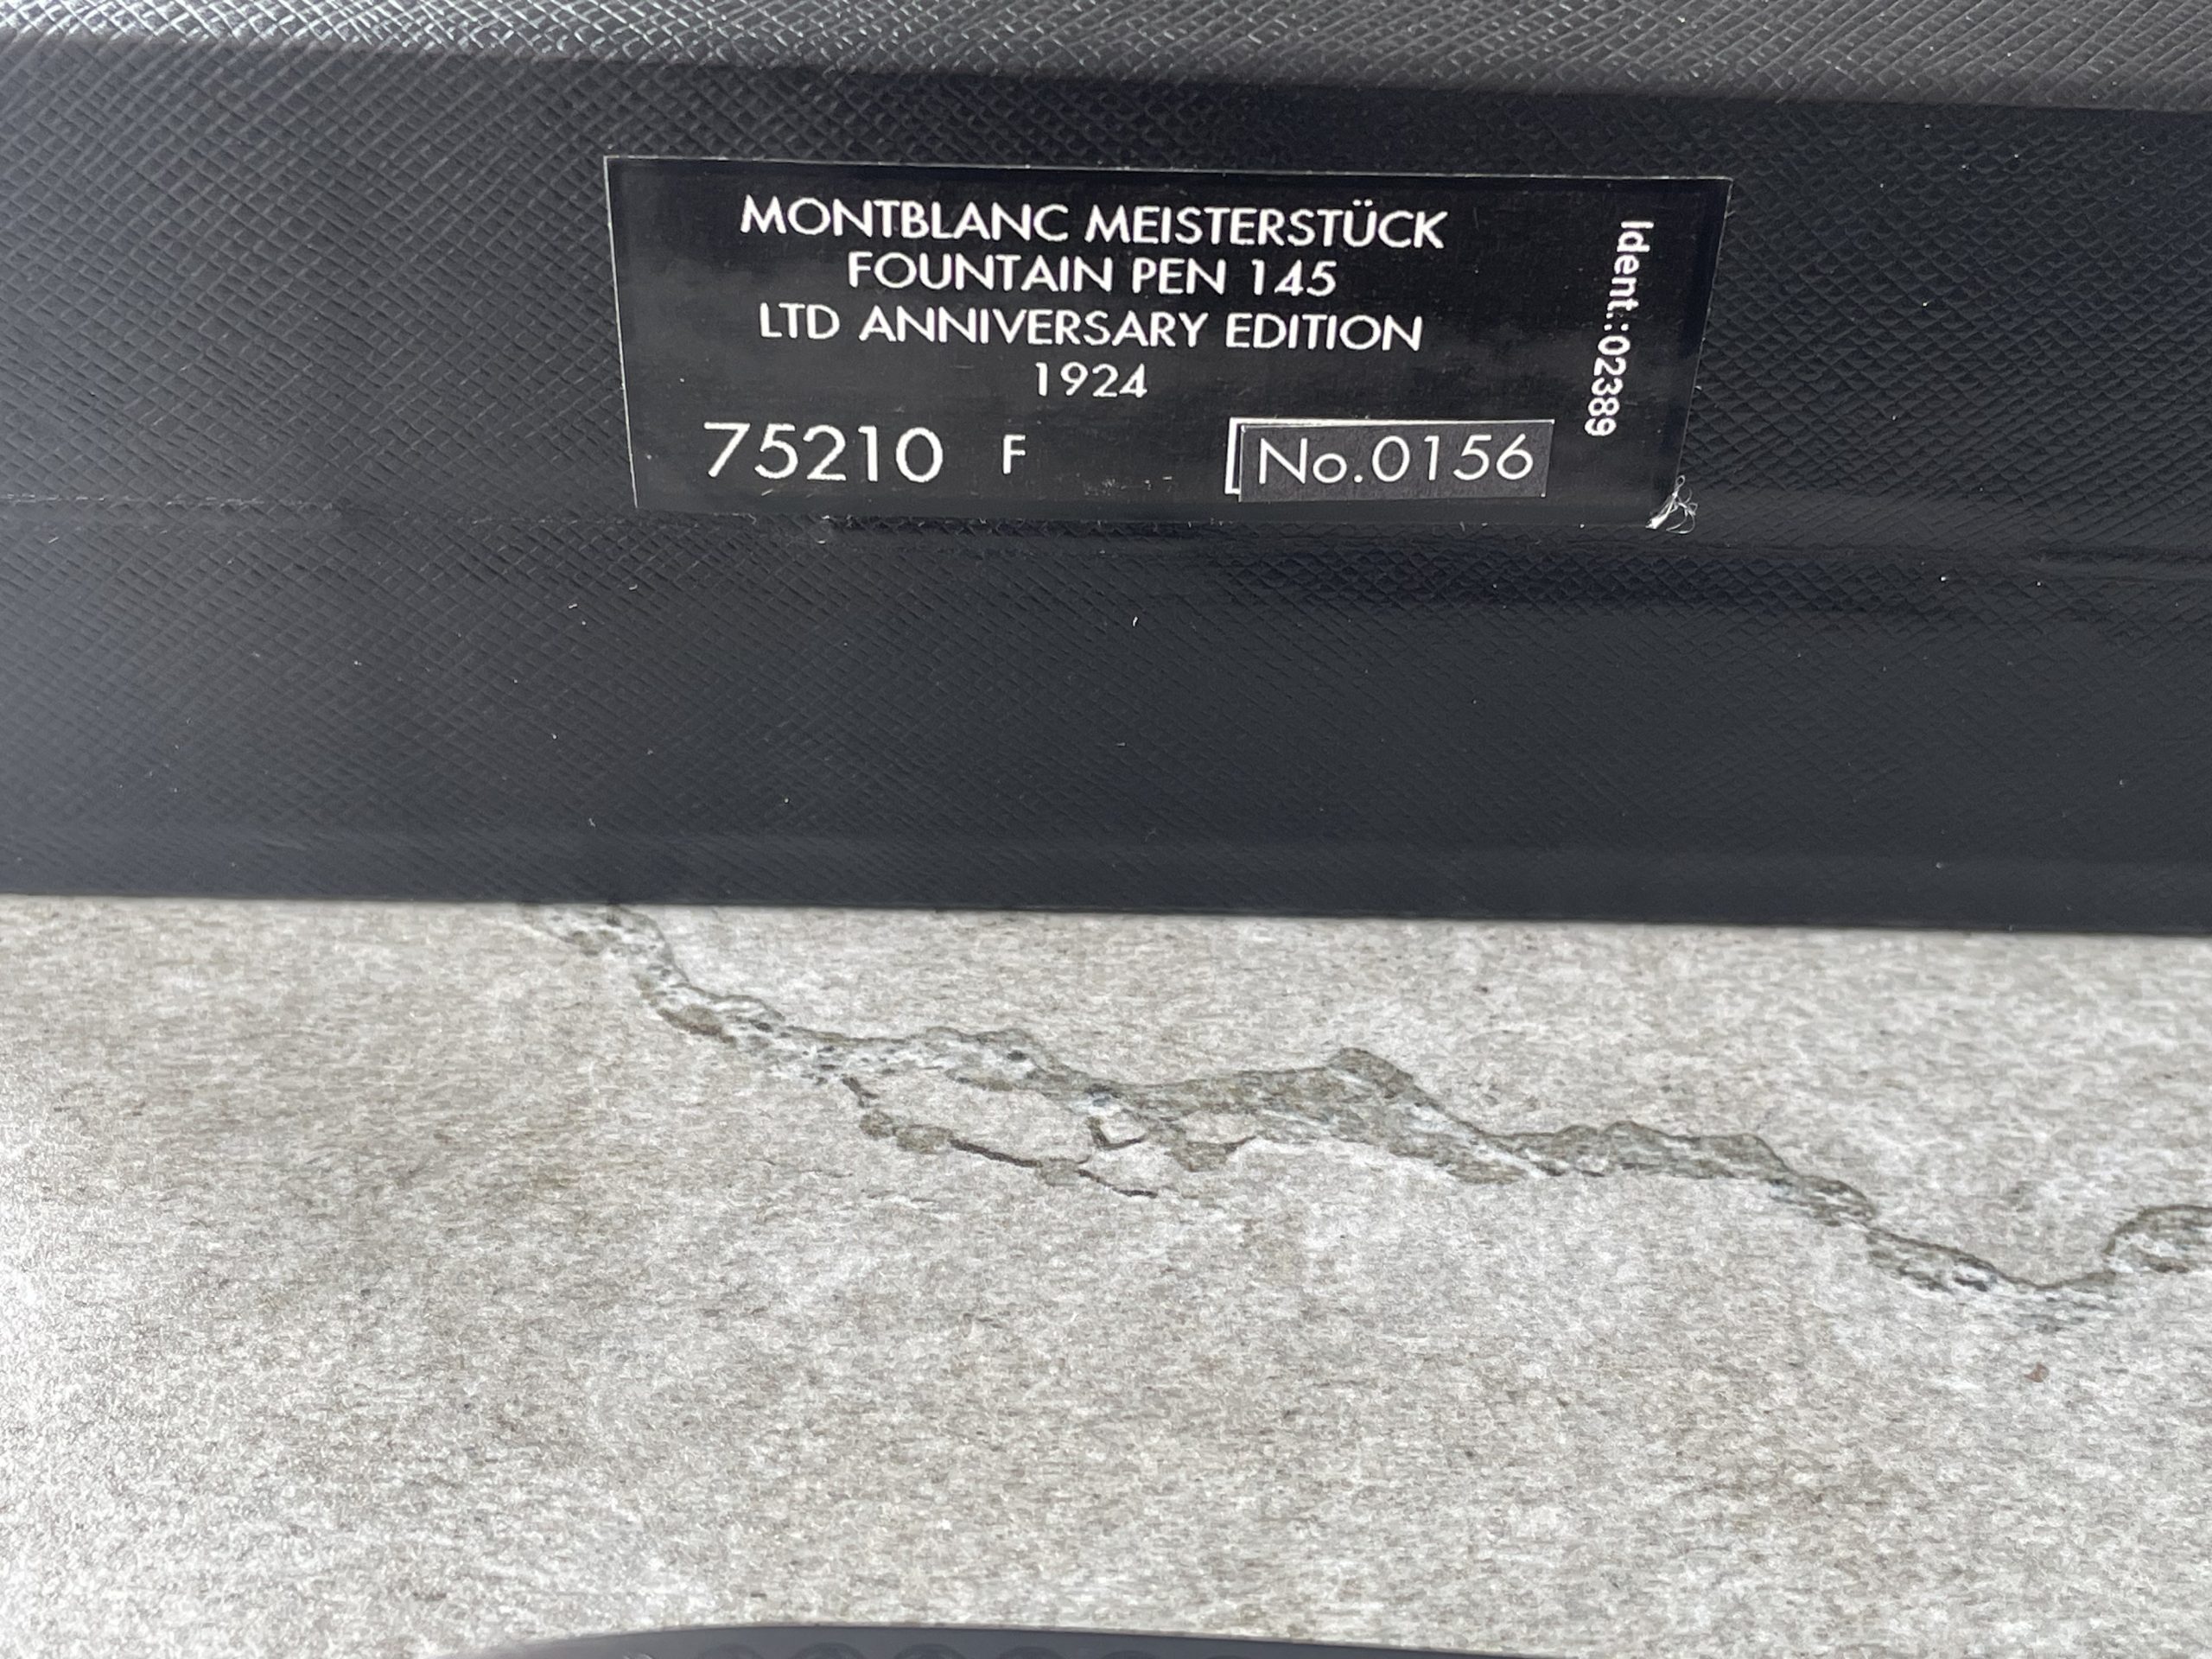 MONTBLANC MEISTERSTÜCK
FOUNTAIN PEN 145
LTD ANNIVERSARY EDITION
1924
75210 F No.0156
Ident.:02389